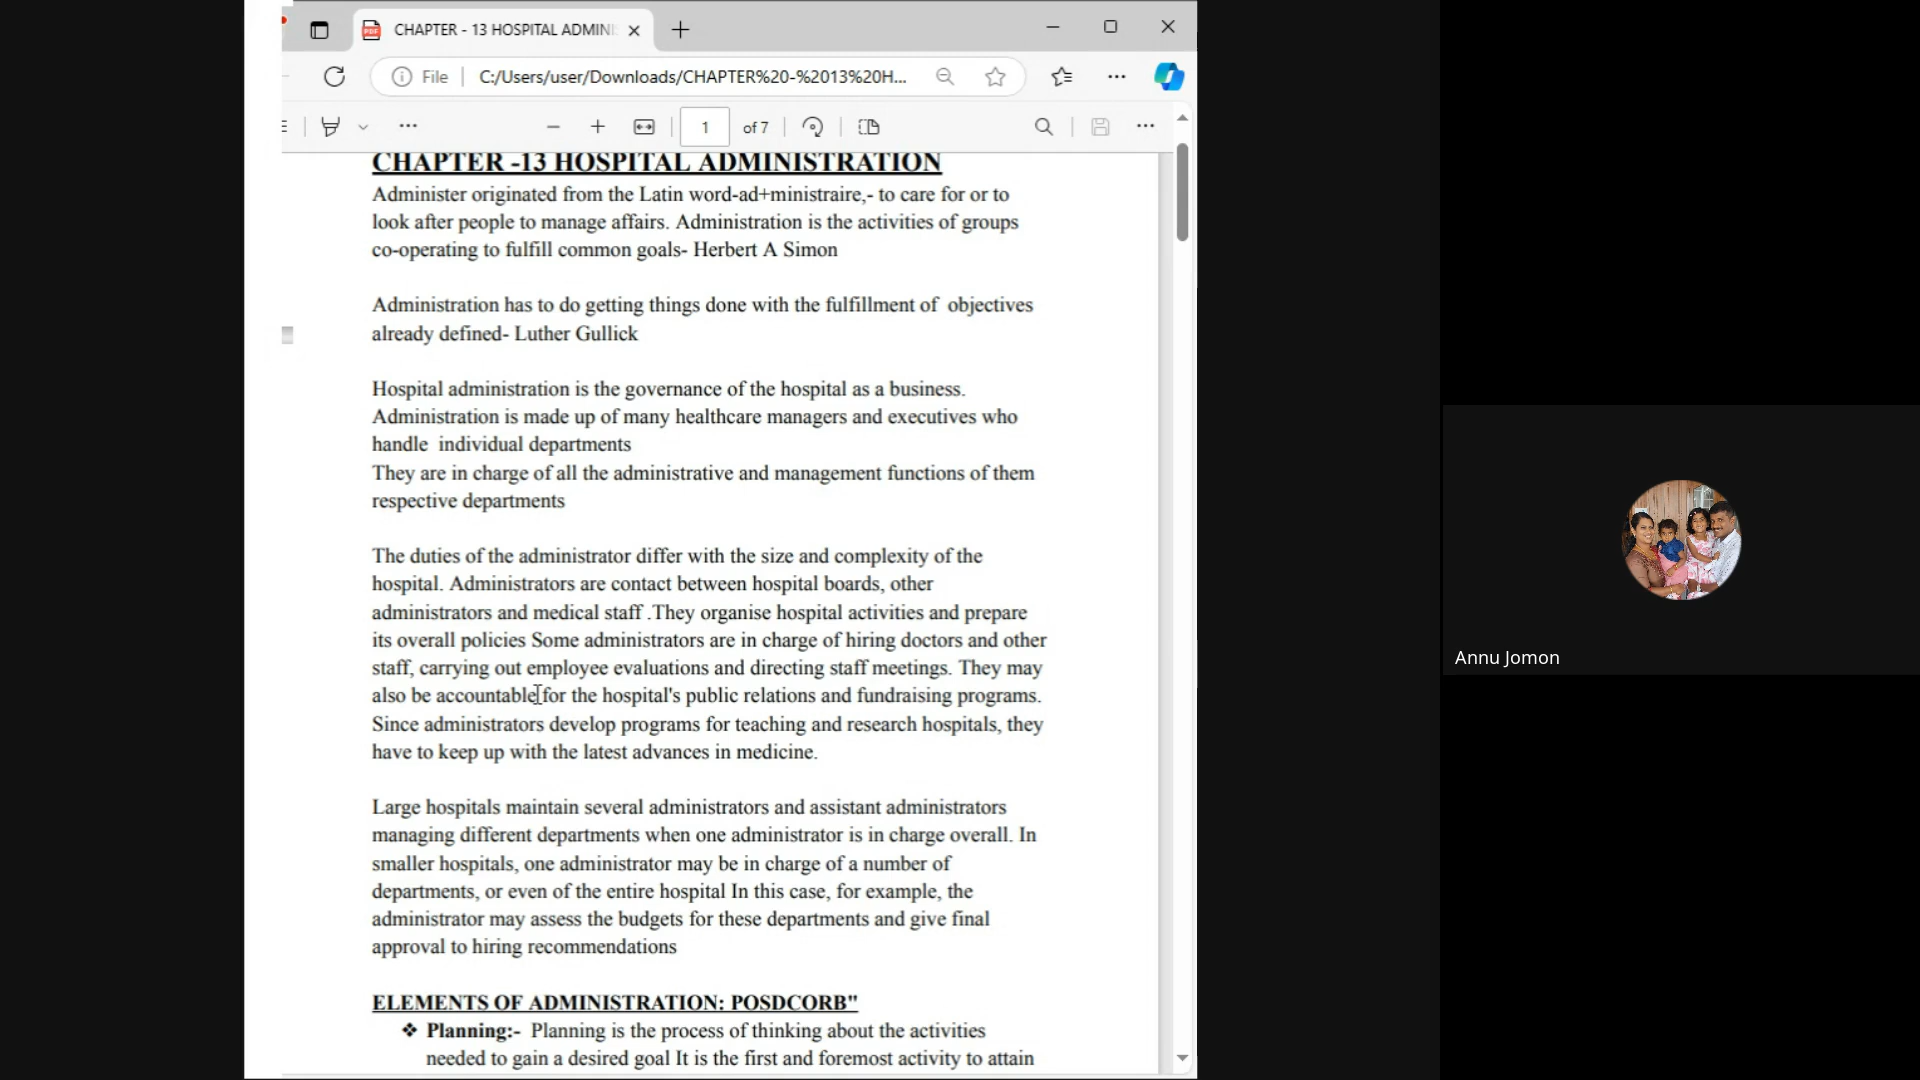 CHAPTER - 13 HOSPITAL ADMIN
File
C:/Users/user/Downloads/CHAPTER%20-%2013%20H...
1 of 7
CHAPTER -13 HOSPITAL ADMINISTRATION
Administer originated from the Latin word-ad+ministraire,- to care for or to
look after people to manage affairs. Administration is the activities of groups
co-operating to fulfill common goals- Herbert A Simon
Administration has to do getting things done with the fulfillment of objectives
already defined- Luther Gullick
Hospital administration is the governance of the hospital as a business.
Administration is made up of many healthcare managers and executives who
handle individual departments
They are in charge of all the administrative and management functions of them
respective departments
The duties of the administrator differ with the size and complexity of the
hospital. Administrators are contact between hospital boards, other
administrators and medical staff .They organise hospital activities and prepare
its overall policies Some administrators are in charge of hiring doctors and other
staff, carrying out employee evaluations and directing staff meetings. They may
also be accountable for the hospital's public relations and fundraising programs.
Since administrators develop programs for teaching and research hospitals, they
have to keep up with the latest advances in medicine.
Large hospitals maintain several administrators and assistant administrators
managing different departments when one administrator is in charge overall. In
smaller hospitals, one administrator may be in charge of a number of
departments, or even of the entire hospital In this case, for example, the
administrator may assess the budgets for these departments and give final
approval to hiring recommendations
ELEMENTS OF ADMINISTRATION: POSDCORB"
❖ Planning:- Planning is the process of thinking about the activities
needed to gain a desired goal It is the first and foremost activity to attain
Annu Jomon